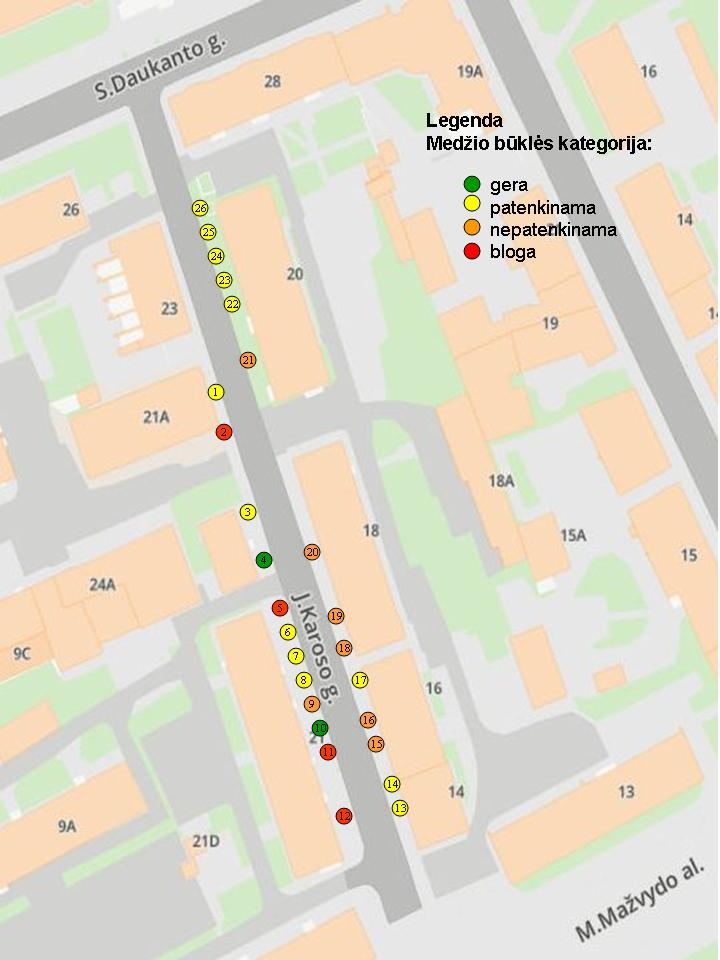 S.Daukanto g.
28
19A
16
Legenda
Medžio būklės kategorija:
gera
patenkinama
nepatenkinama
bloga
26
26
25
24
23
22
20
14
23
19
21
1
21A
2
18A
3
18
15A
15
4
20
24A
5
J.Karoso g.
19
6
9C
7
18
8
17
16
9
10
16
21
11
15
14
13
14
13
12
9A
21D
M.Mažvydo al.